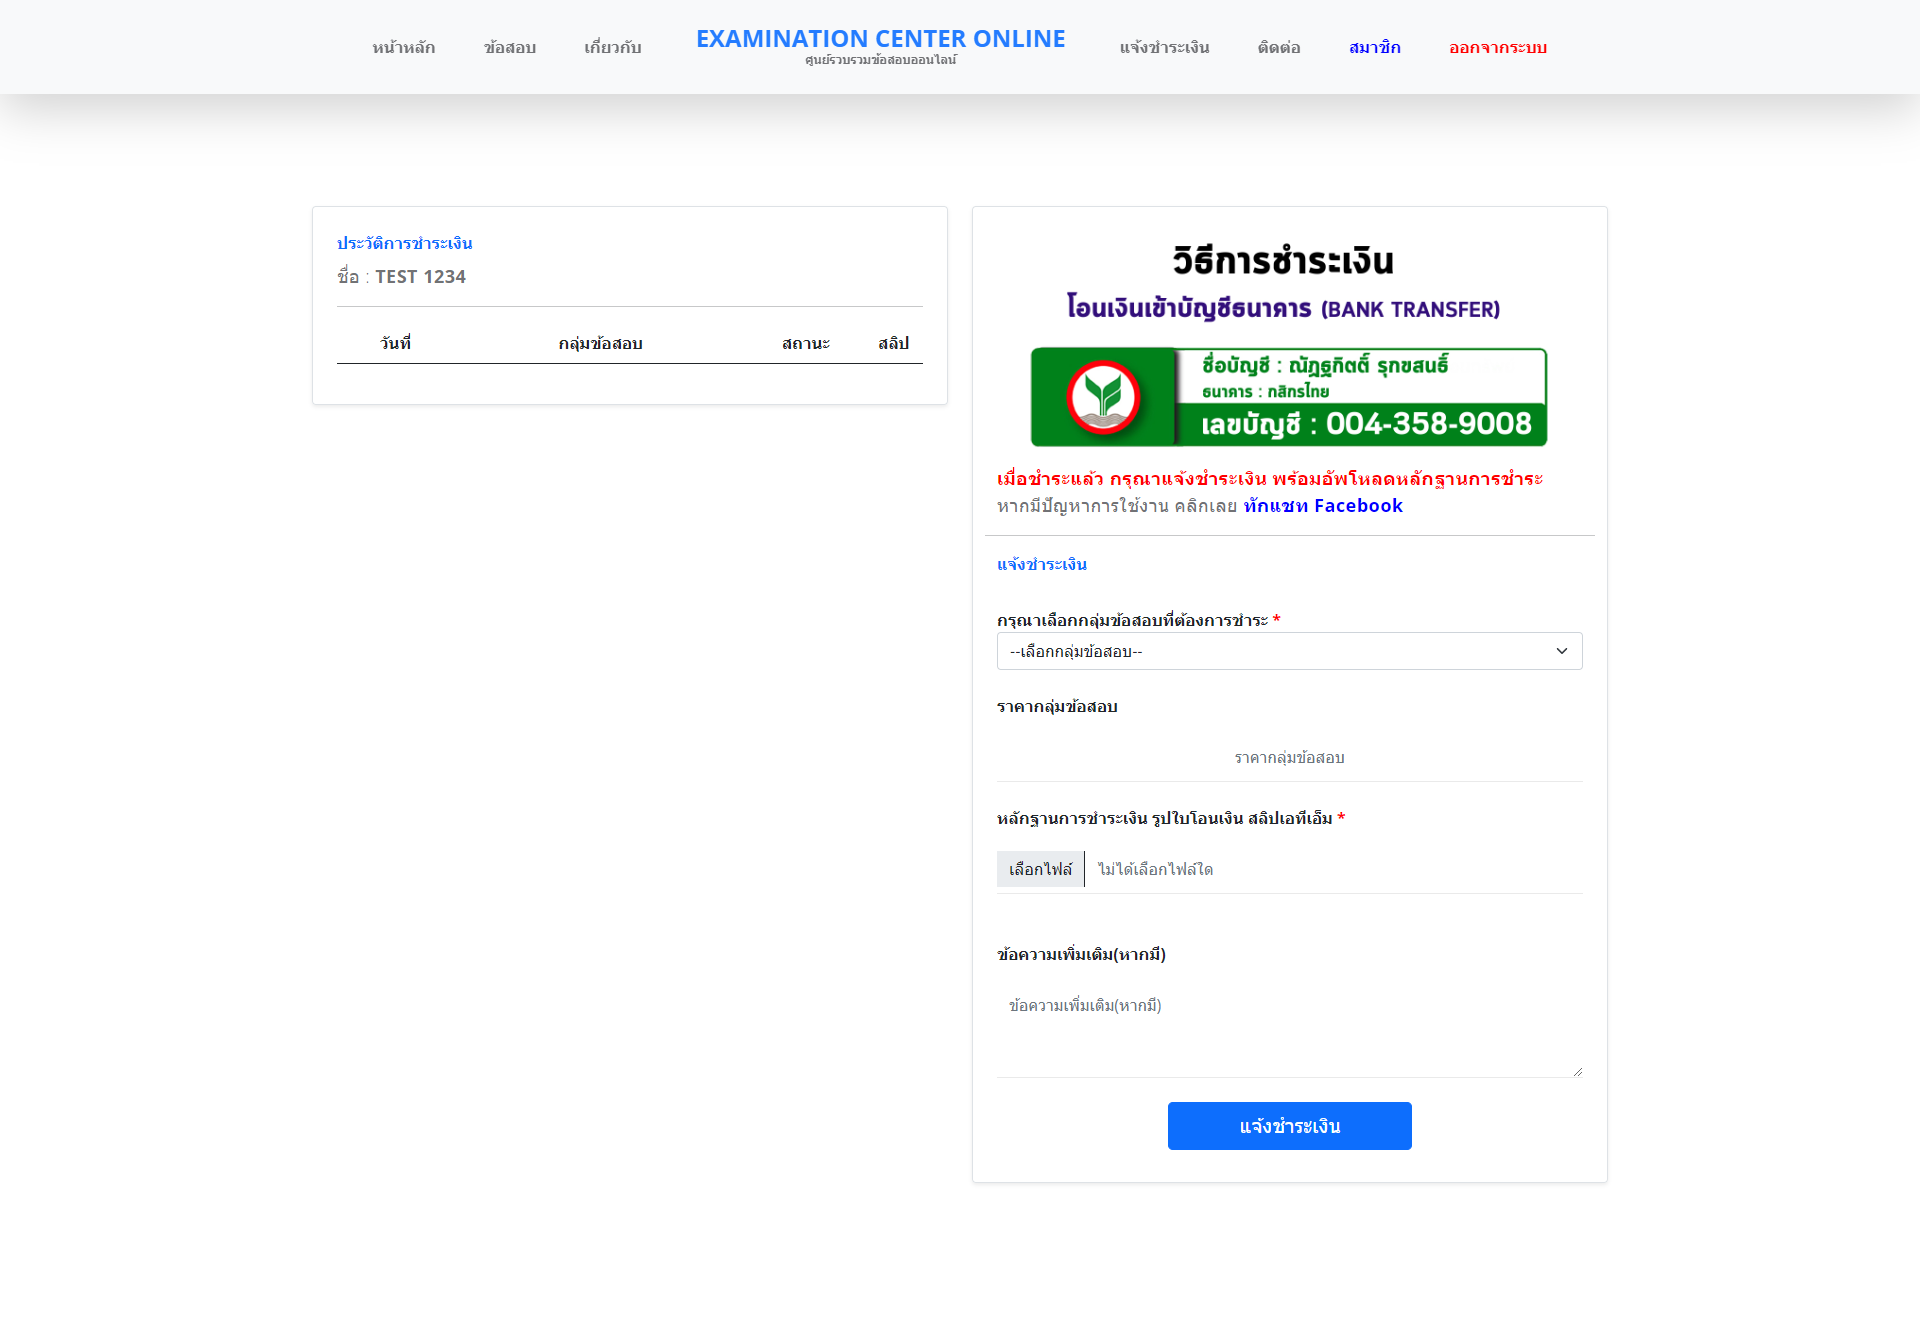 หน้าหลัก
ข้อสอบ
เกี่ยวกับ
EXAMINATION CENTER ONLINE
ศูนย์รวบรวมข้อสอบออนไลน์
แจ้งชำระเงิน
ติดต่อ
สมาชิก
ออกจากระบบ
ประวัติการชำระเงิน
ชื่อ : TEST 1234
วันที่ กลุ่มข้อสอบ สถานะ สลิป
วิธีการชำระเงิน
โอนเงินเข้าบัญชีธนาคาร (BANK TRANSFER)
ชื่อบัญชี : ณัฏฐกิตติ์ รุกขสนธิ์
ธนาคาร : กสิกรไทย
เลขบัญชี : 004-358-9008
เมื่อชำระแล้ว กรุณาแจ้งชำระเงิน พร้อมอัพโหลดหลักฐานการชำระ
หากมีปัญหาการใช้งาน คลิกเลย ทักแชท Facebook
แจ้งชำระเงิน
กรุณาเลือกกลุ่มข้อสอบที่ต้องการชำระ *
--เลือกกลุ่มข้อสอบ--
ราคากลุ่มข้อสอบ
ราคากลุ่มข้อสอบ
หลักฐานการชำระเงิน รูปใบโอนเงิน สลิปเอทีเอ็ม *
เลือกไฟล์ ไม่ได้เลือกไฟล์ใด
ข้อความเพิ่มเติม(หากมี)
ข้อความเพิ่มเติม(หากมี)
แจ้งชำระเงิน